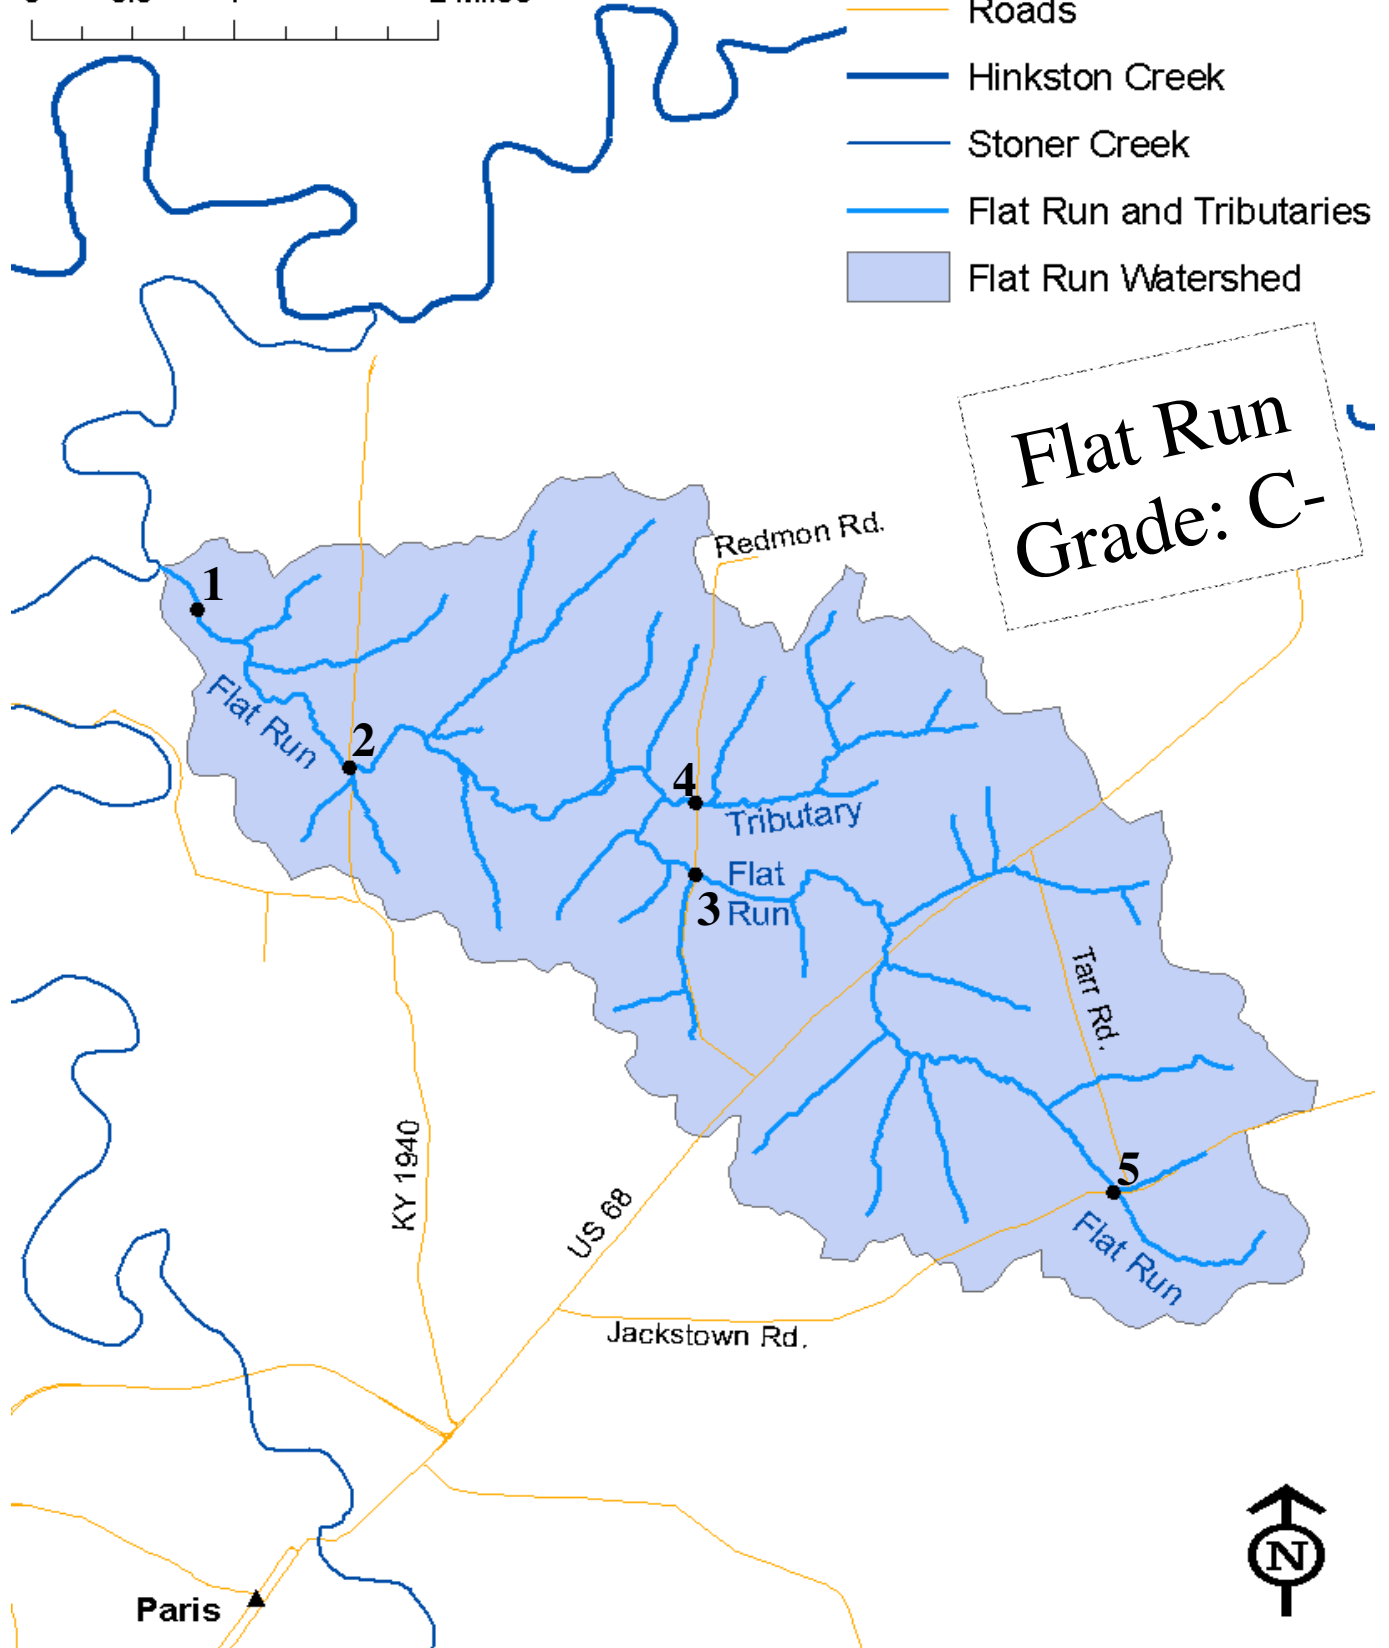 2 Miles
Roads
Hinkston Creek
Stoner Creek
Flat Run and Tributaries
Flat Run Watershed
Flat Run
Grade: C-
Redmon Rd.
1
Flat Run
2
4
Tributary
Flat
Run
3
Tarr Rd.
KY 1940
US 68
5
Flat Run
Jackstown Rd.
Paris
N